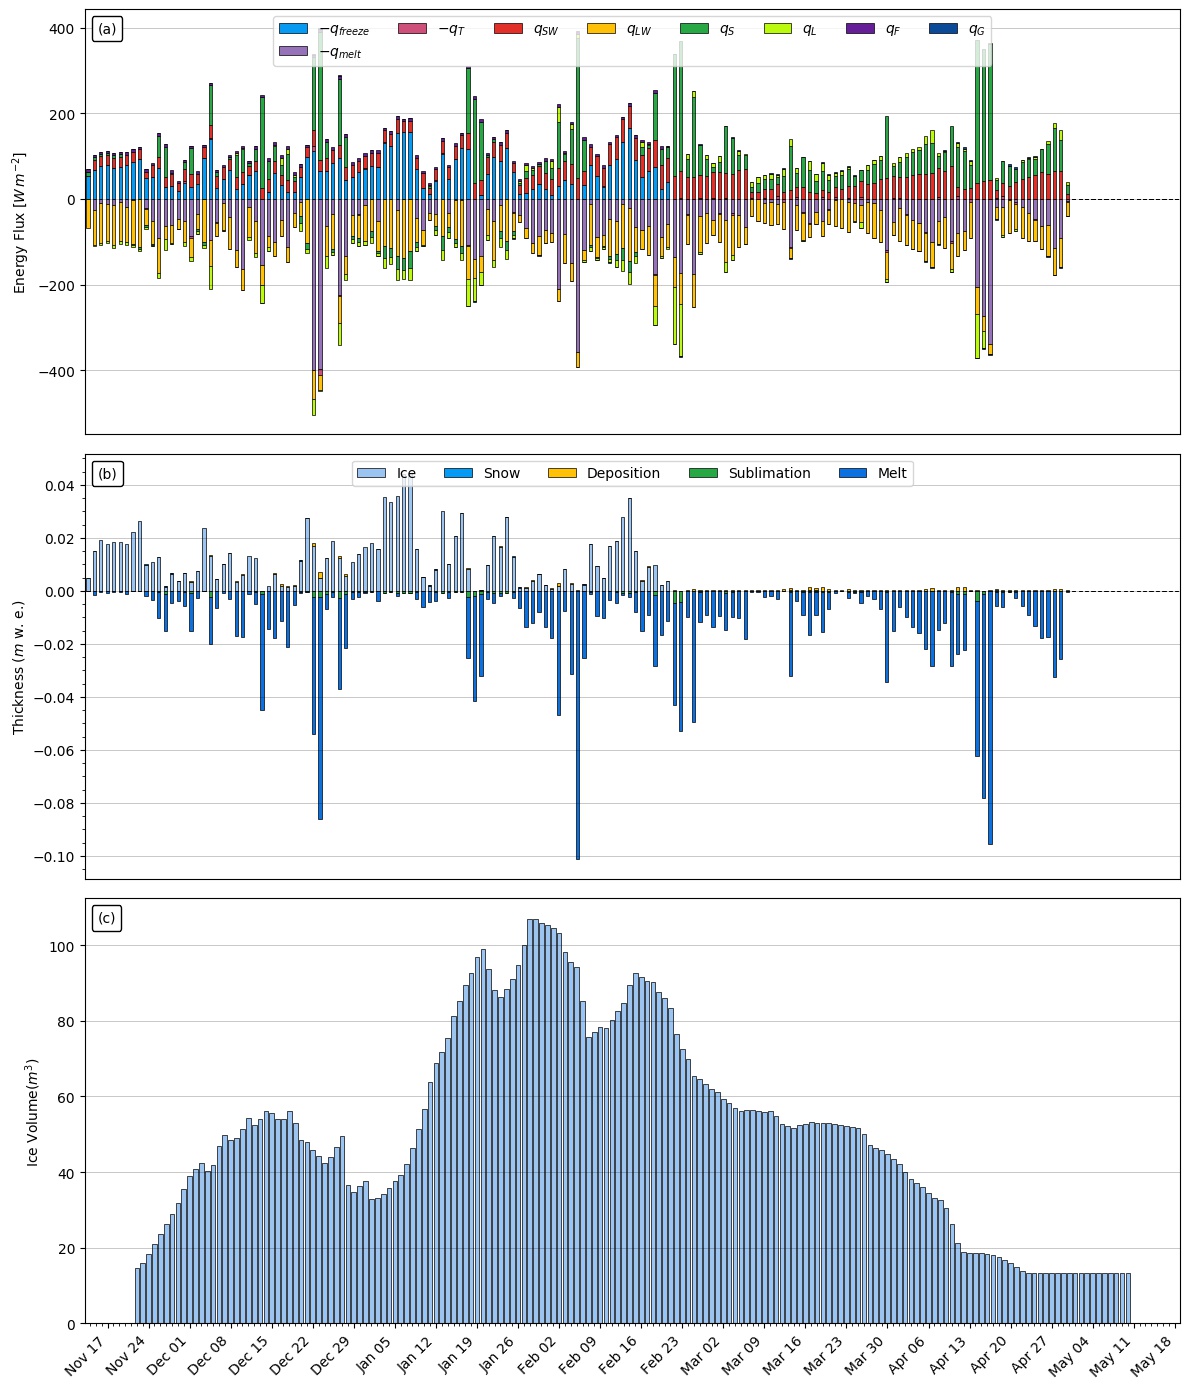 (a)
−q_freeze −q_T q_SW q_LW q_S q_L q_F q_G
−q_melt
Energy Flux [W m⁻²]
400
200
0
−200
−400
(b)
Ice Snow Deposition Sublimation Melt
Thickness (m w. e.)
0.04
0.02
0.00
−0.02
−0.04
−0.06
−0.08
−0.10
(c)
Ice Volume(m³)
100
80
60
40
20
0
Nov 17 Nov 24 Dec 01 Dec 08 Dec 15 Dec 22 Dec 29 Jan 05 Jan 12 Jan 19 Jan 26 Feb 02 Feb 09 Feb 16 Feb 23 Mar 02 Mar 09 Mar 16 Mar 23 Mar 30 Apr 06 Apr 13 Apr 20 Apr 27 May 04 May 11 May 18